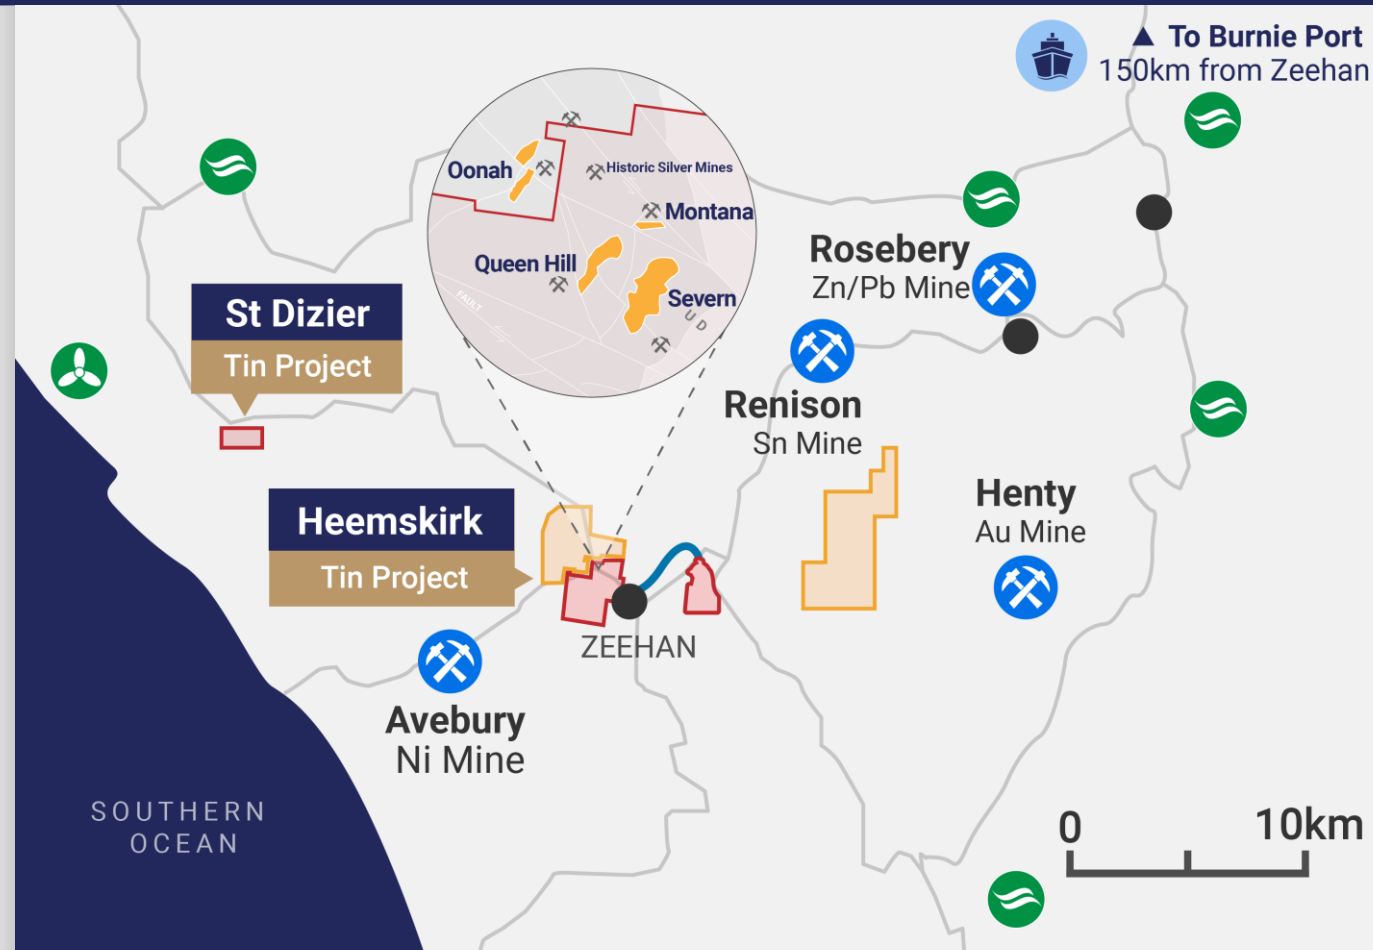 ▲ To Burnie Port
150km from Zeehan
Oonah
Historic Silver Mines
Montana
Queen Hill
Severn
FAULT
U D
Rosebery
Zn/Pb Mine
St Dizier
Tin Project
Renison
Sn Mine
Heemskirk
Tin Project
Henty
Au Mine
ZEEHAN
Avebury
Ni Mine
SOUTHERN
OCEAN
0 10km